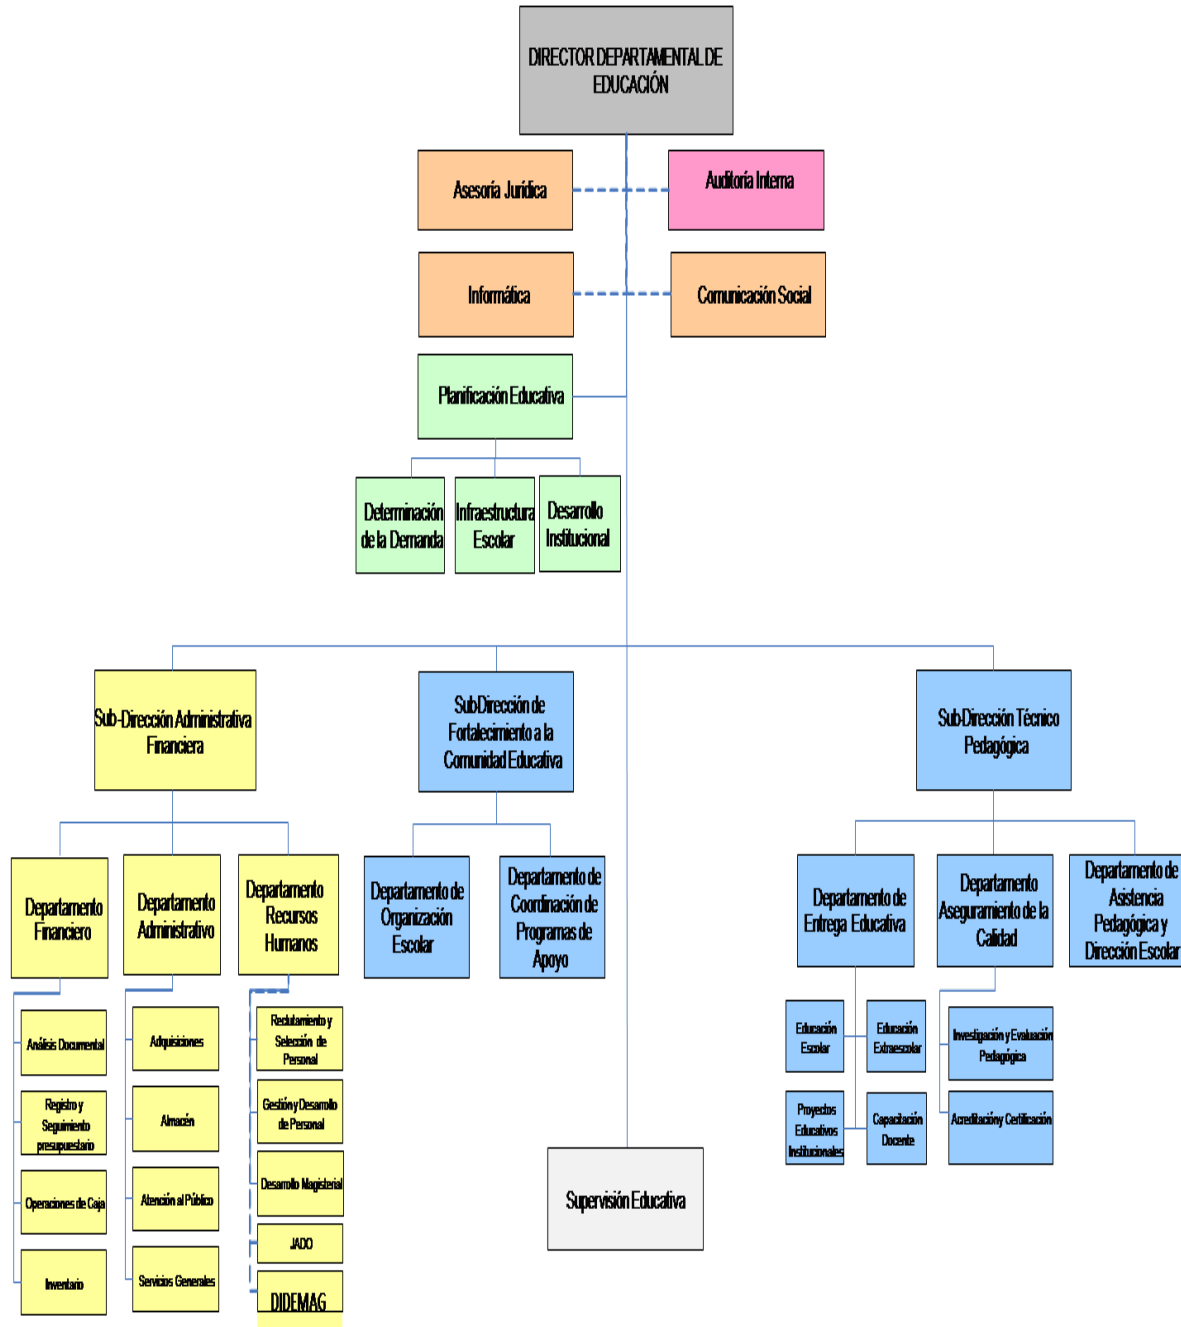 DIRECTOR DEPARTAMENTAL DE
EDUCACIÓN
Asesoría Jurídica
Auditoría Interna
Informática
Comunicación Social
Planificación Educativa
Determinación
de la Demanda
Infraestructura
Escolar
Desarrollo
Institucional
Sub-Dirección Administrativa
Financiera
Sub-Dirección de
Fortalecimiento a la
Comunidad Educativa
Sub-Dirección Técnico
Pedagógica
Departamento
Financiero
Departamento
Administrativo
Departamento
Recursos
Humanos
Departamento de
Organización
Escolar
Departamento de
Coordinación de
Programas de
Apoyo
Departamento de
Entrega Educativa
Departamento
Aseguramiento de la
Calidad
Departamento de
Asistencia
Pedagógica y
Dirección Escolar
Análisis Documental
Registro y
Seguimiento
presupuestario
Operaciones de Caja
Inventario
Adquisiciones
Almacén
Atención al Público
Servicios Generales
Reclutamiento y
Selección de
Personal
Gestión y Desarrollo
de Personal
Desarrollo Magisterial
JADO
DIDEMAG
Educación
Escolar
Educación
Extraescolar
Proyectos
Educativos
Institucionales
Capacitación
Docente
Investigación y Evaluación
Pedagógica
Acreditación y Certificación
Supervisión Educativa